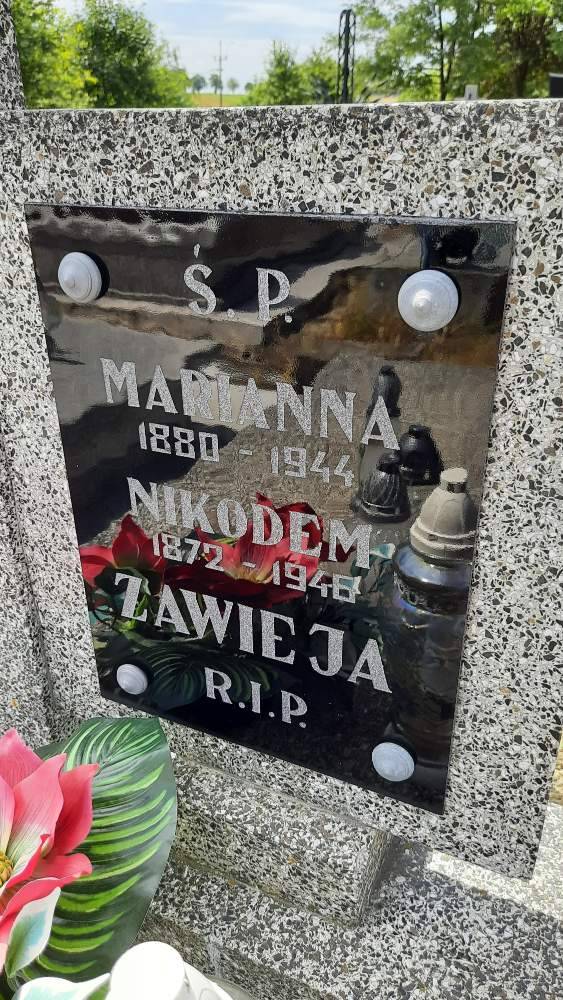 Ś. P.
MARIANNA
1880 - 1944
NIKODEM
1872 - 1948
ZAWIEJA
R.I.P.